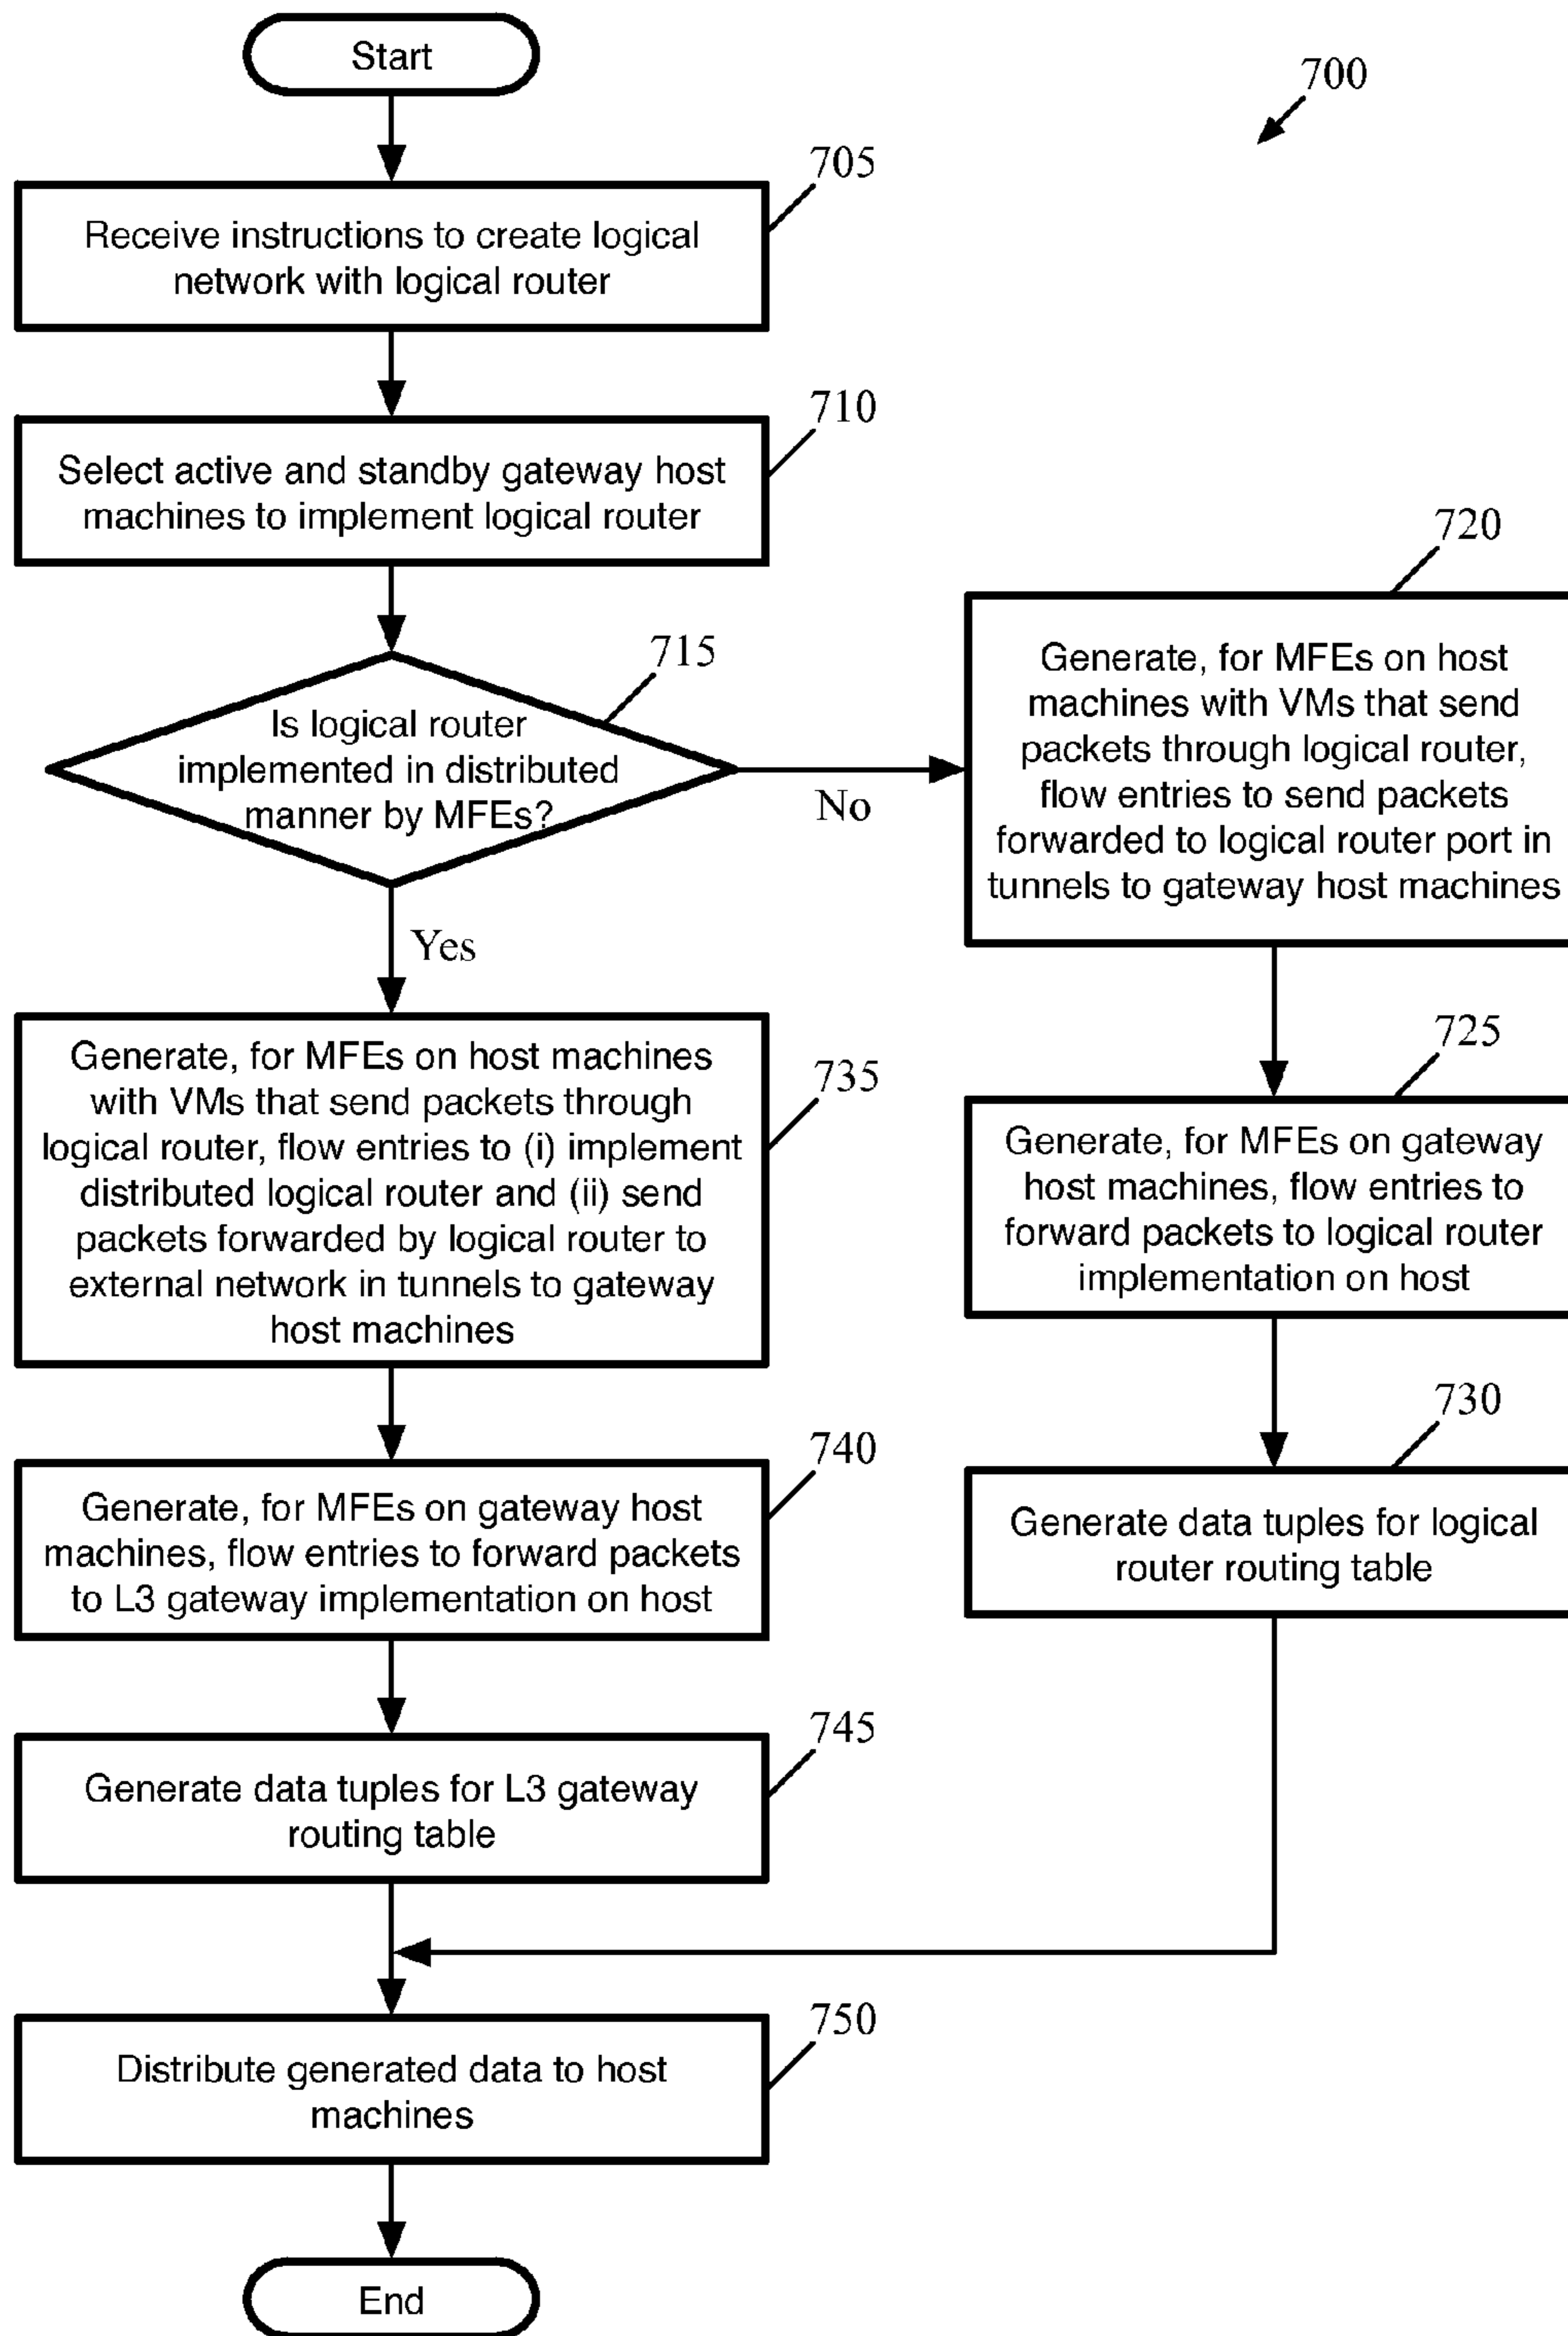 Start
700
705
Receive instructions to create logical
network with logical router
710
Select active and standby gateway host
machines to implement logical router
715
Is logical router
implemented in distributed
manner by MFEs?
No
Yes
720
Generate, for MFEs on host
machines with VMs that send
packets through logical router,
flow entries to send packets
forwarded to logical router port in
tunnels to gateway host machines
725
Generate, for MFEs on gateway
host machines, flow entries to
forward packets to logical router
implementation on host
730
Generate data tuples for logical
router routing table
735
Generate, for MFEs on host machines
with VMs that send packets through
logical router, flow entries to (i) implement
distributed logical router and (ii) send
packets forwarded by logical router to
external network in tunnels to gateway
host machines
740
Generate, for MFEs on gateway host
machines, flow entries to forward packets
to L3 gateway implementation on host
745
Generate data tuples for L3 gateway
routing table
750
Distribute generated data to host
machines
End